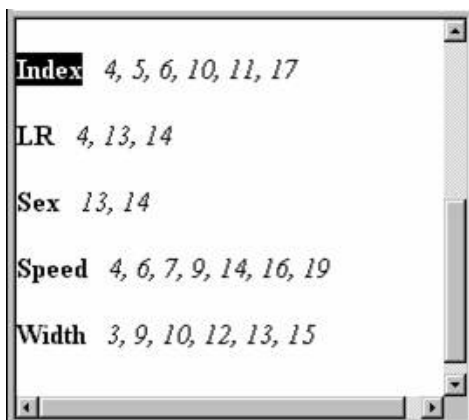 Index 4, 5, 6, 10, 11, 17
LR 4, 13, 14
Sex 13, 14
Speed 4, 6, 7, 9, 14, 16, 19
Width 3, 9, 10, 12, 13, 15